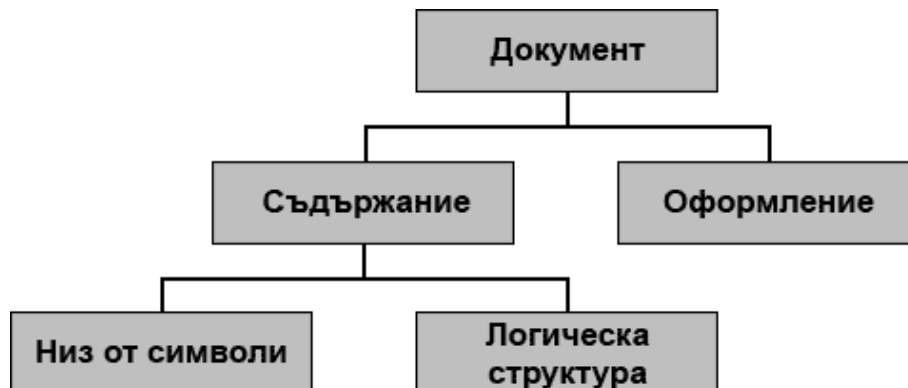 Документ
Съдържание
Оформление
Низ от символи
Логическа
структура